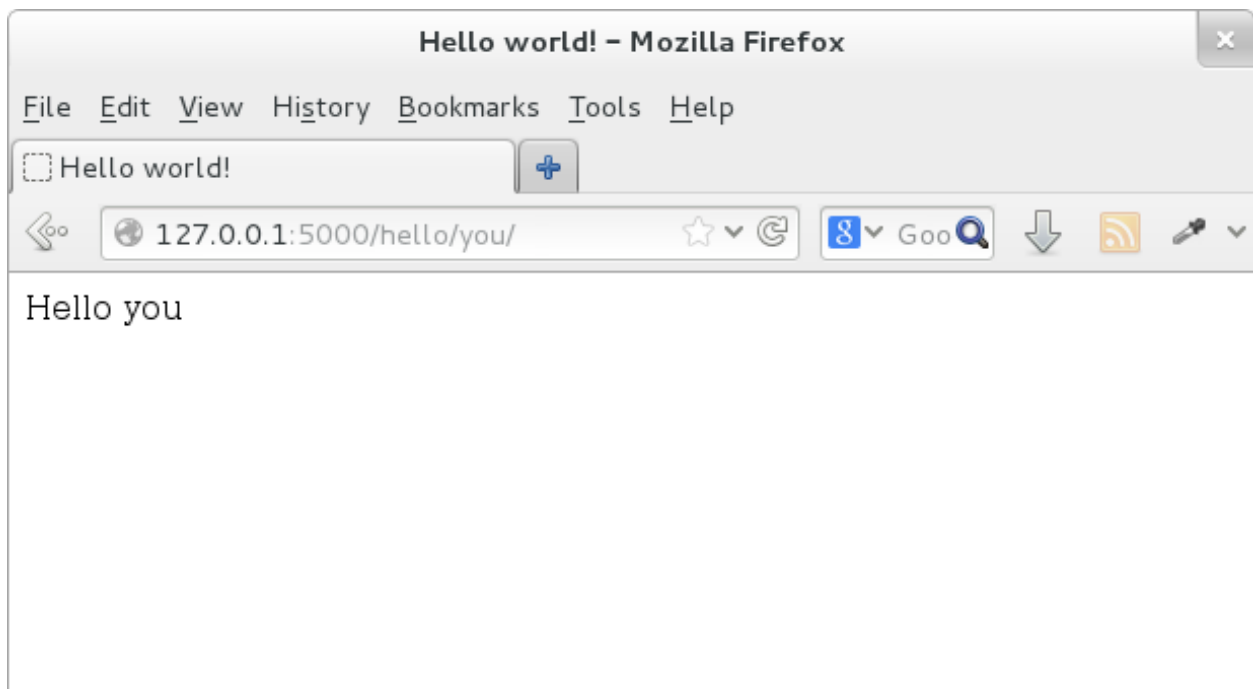 Hello world! – Mozilla Firefox
File Edit View History Bookmarks Tools Help
Hello world!
127.0.0.1:5000/hello/you/ 8 Goo
Hello you